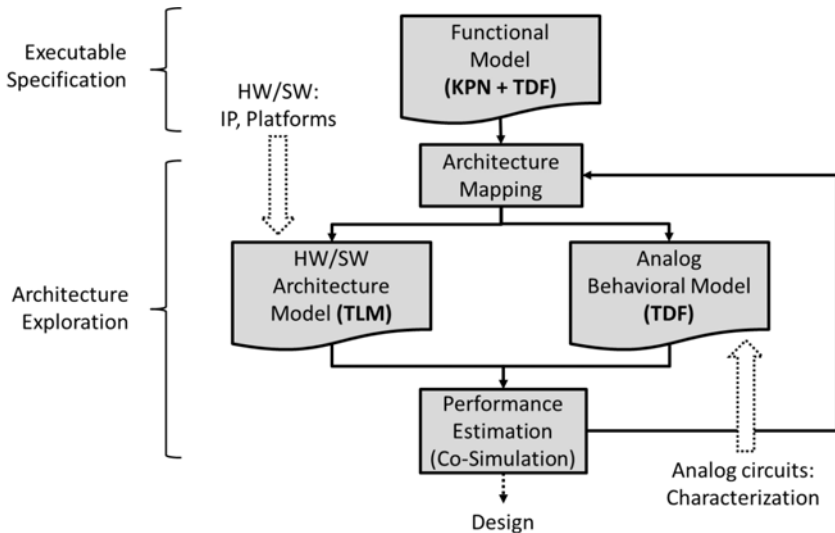 Executable
Specification
Functional
Model
(KPN + TDF)
HW/SW:
IP, Platforms
Architecture
Mapping
Architecture
Exploration
HW/SW
Architecture
Model (TLM)
Analog
Behavioral Model
(TDF)
Performance
Estimation
(Co-Simulation)
Analog circuits:
Characterization
Design